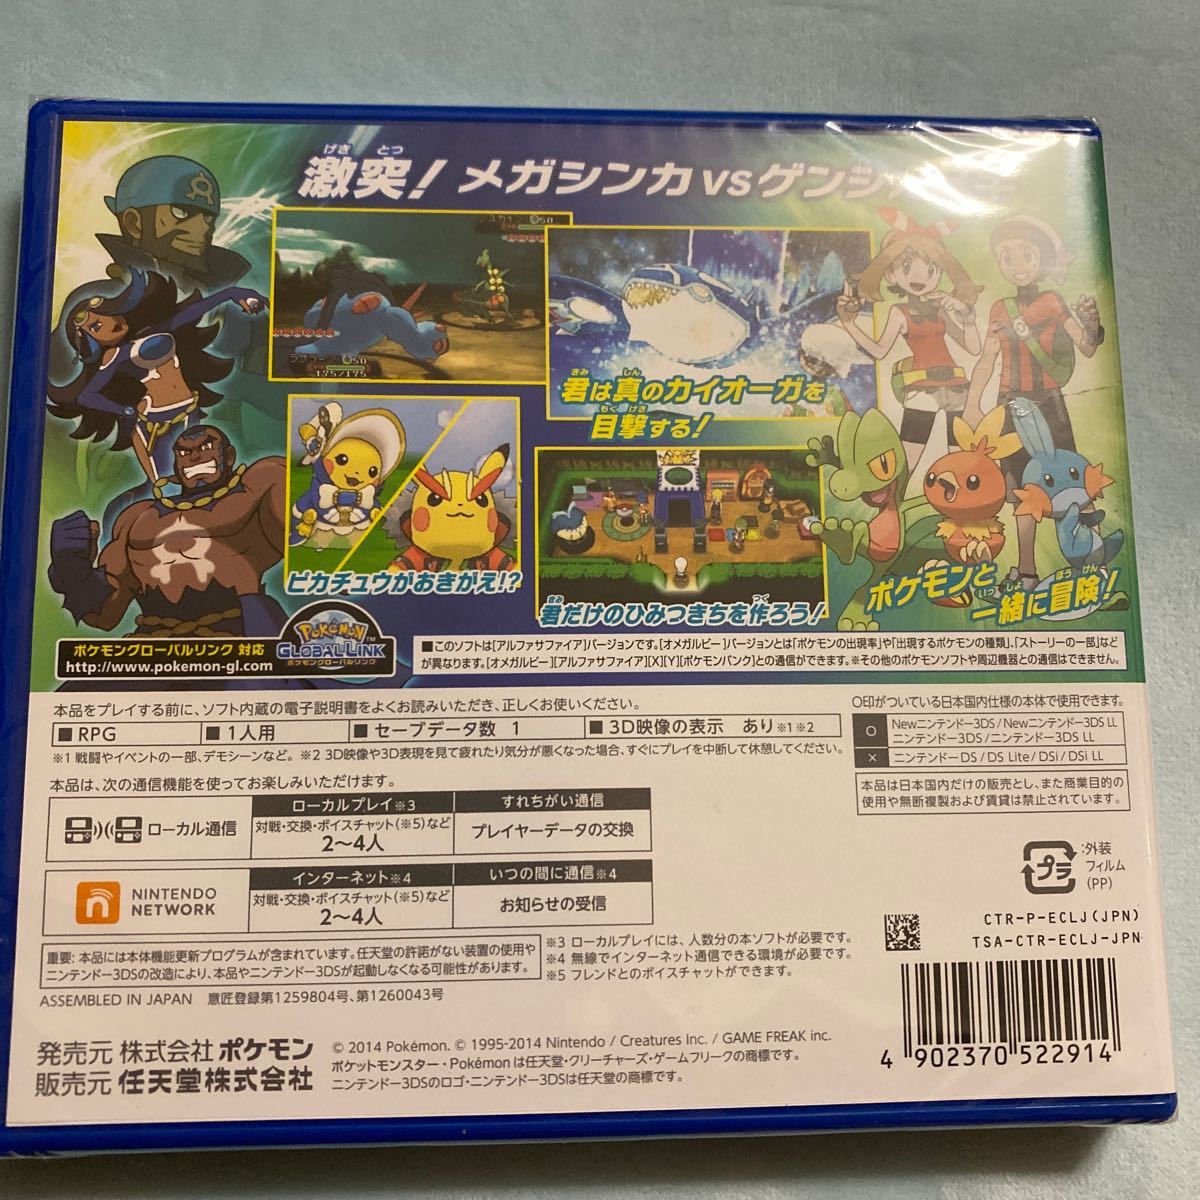 げき とつ
激突! メガシンカ VS ゲンシ
ジュカイン 50
ラグラージ 50
175/175
きみ しん
君は真のカイオーガを
もく げき
目撃する!
ピカチュウがおきがえ!?
きみ つく
君だけのひみつきちを作ろう!
ポケモンと
いっしょ ぼう けん
一緒に冒険!
ポケモングローバルリンク 対応
http://www.pokemon-gl.com
POKéMON
GLOBAL LINK
ポケモングローバルリンク
■このソフトは[アルファサファイア]バージョンです。[オメガルビー]バージョンとは「ポケモンの出現率」や「出現するポケモンの種類」、「ストーリーの一部」など
が異なります。[オメガルビー][アルファサファイア][X][Y][ポケモンバンク]との通信ができます。※その他のポケモンソフトや周辺機器との通信はできません。
本品をプレイする前に、ソフト内蔵の電子説明書をよくお読みいただき、正しくお使いください。
■RPG ■1人用 ■セーブデータ数 1 ■3D映像の表示 あり※1※2
※1 戦闘やイベントの一部、デモシーンなど。※2 3D映像や3D表現を見て疲れたり気分が悪くなった場合、すぐにプレイを中断して休憩してください。
本品は、次の通信機能を使ってお楽しみいただけます。
○印がついている日本国内仕様の本体で使用できます。
○ Newニンテンドー3DS/Newニンテンドー3DS LL
ニンテンドー3DS/ニンテンドー3DS LL
× ニンテンドーDS/DS Lite/DSi/DSi LL
本品は日本国内だけの販売とし、また商業目的の
使用や無断複製および賃貸は禁止されています。
ローカル通信
ローカルプレイ※3
対戦・交換・ボイスチャット(※5)など
2〜4人
すれちがい通信
プレイヤーデータの交換
NINTENDO
NETWORK
インターネット※4
対戦・交換・ボイスチャット(※5)など
2〜4人
いつの間に通信※4
お知らせの受信
プラ
:外装
フィルム
(PP)
重要: 本品には本体機能更新プログラムが含まれています。任天堂の許諾がない装置の使用や
ニンテンドー3DSの改造により、本品やニンテンドー3DSが起動しなくなる可能性があります。
※3 ローカルプレイには、人数分の本ソフトが必要です。
※4 無線でインターネット通信できる環境が必要です。
※5 フレンドとのボイスチャットができます。
CTR-P-ECLJ(JPN)
TSA-CTR-ECLJ-JPN
ASSEMBLED IN JAPAN 意匠登録第1259804号、第1260043号
発売元 株式会社 ポケモン
販売元 任天堂株式会社
© 2014 Pokémon. © 1995-2014 Nintendo / Creatures Inc. / GAME FREAK inc.
ポケットモンスター・Pokémonは任天堂・クリーチャーズ・ゲームフリークの商標です。
ニンテンドー3DSのロゴ・ニンテンドー3DSは任天堂の商標です。
4 902370 522914